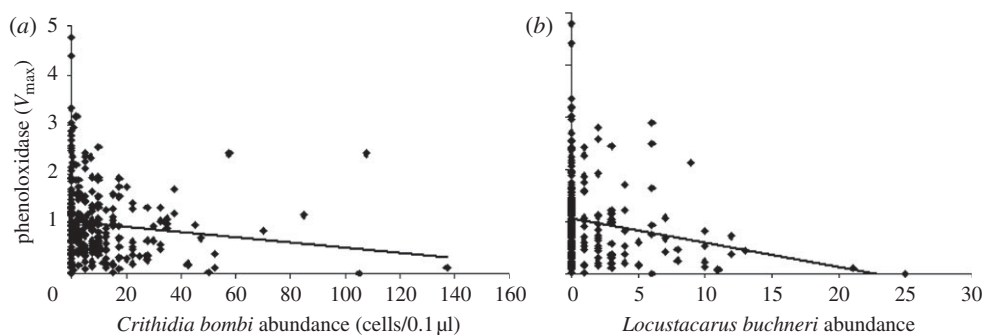 (a)
(b)
5
4
3
2
1
0
phenoloxidase (Vmax)
20 40 60 80 100 120 140 160
Crithidia bombi abundance (cells/0.1 µl)
0 5 10 15 20 25 30
Locustacarus buchneri abundance